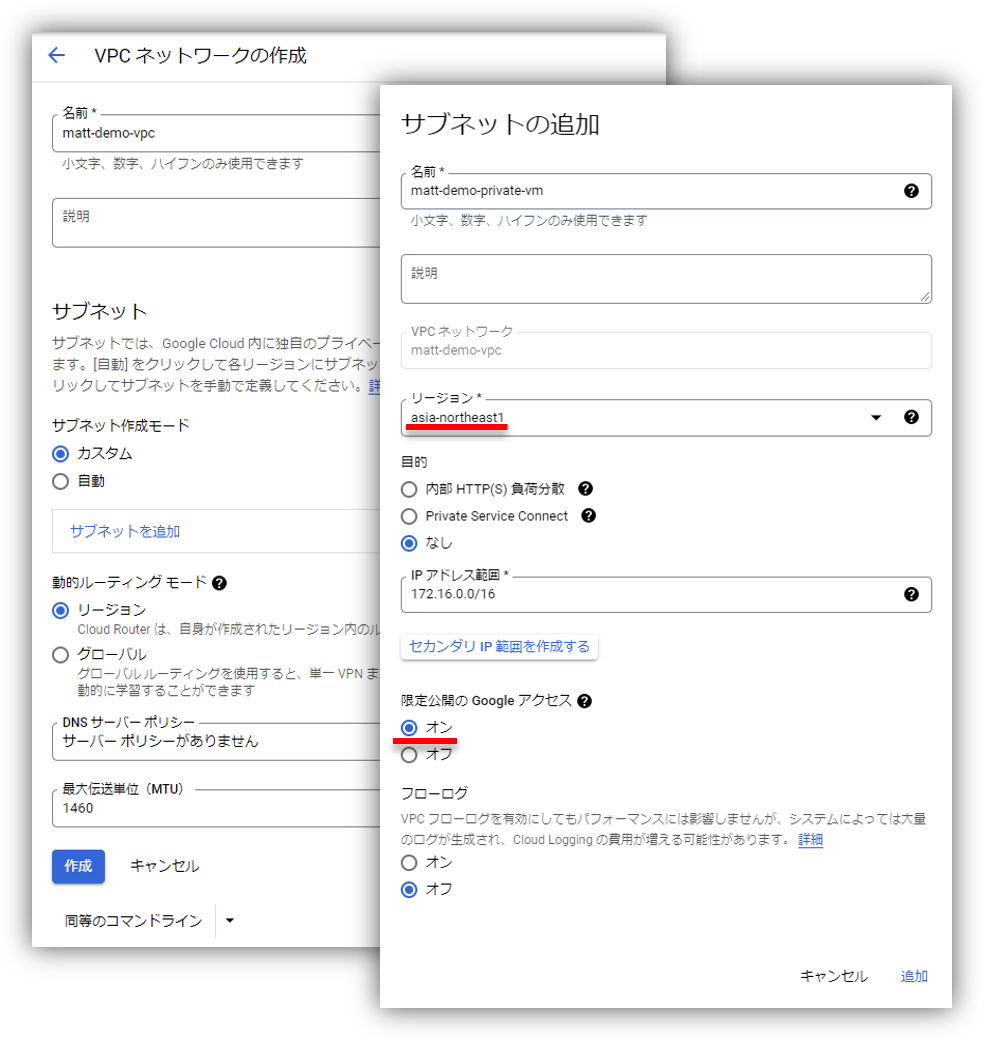 VPC ネットワークの作成
名前 *
matt-demo-vpc
小文字、数字、ハイフンのみ使用できます
説明
サブネット
サブネットでは、Google Cloud 内に独自のプライベー
ます。[自動] をクリックして各リージョンにサブネッ
リックしてサブネットを手動で定義してください。詳
サブネット作成モード
カスタム
自動
サブネットを追加
動的ルーティング モード
リージョン
Cloud Router は、自身が作成されたリージョン内のル
グローバル
グローバル ルーティングを使用すると、単一 VPN ま
動的に学習することができます
DNS サーバー ポリシー
サーバー ポリシーがありません
最大伝送単位（MTU）
1460
作成
キャンセル
同等のコマンドライン
サブネットの追加
名前 *
matt-demo-private-vm
小文字、数字、ハイフンのみ使用できます
説明
VPC ネットワーク
matt-demo-vpc
リージョン *
asia-northeast1
目的
内部 HTTP(S) 負荷分散
Private Service Connect
なし
IP アドレス範囲 *
172.16.0.0/16
セカンダリ IP 範囲を作成する
限定公開の Google アクセス
オン
オフ
フローログ
VPC フローログを有効にしてもパフォーマンスには影響しませんが、システムによっては大量
のログが生成され、Cloud Logging の費用が増える可能性があります。 詳細
オン
オフ
キャンセル
追加